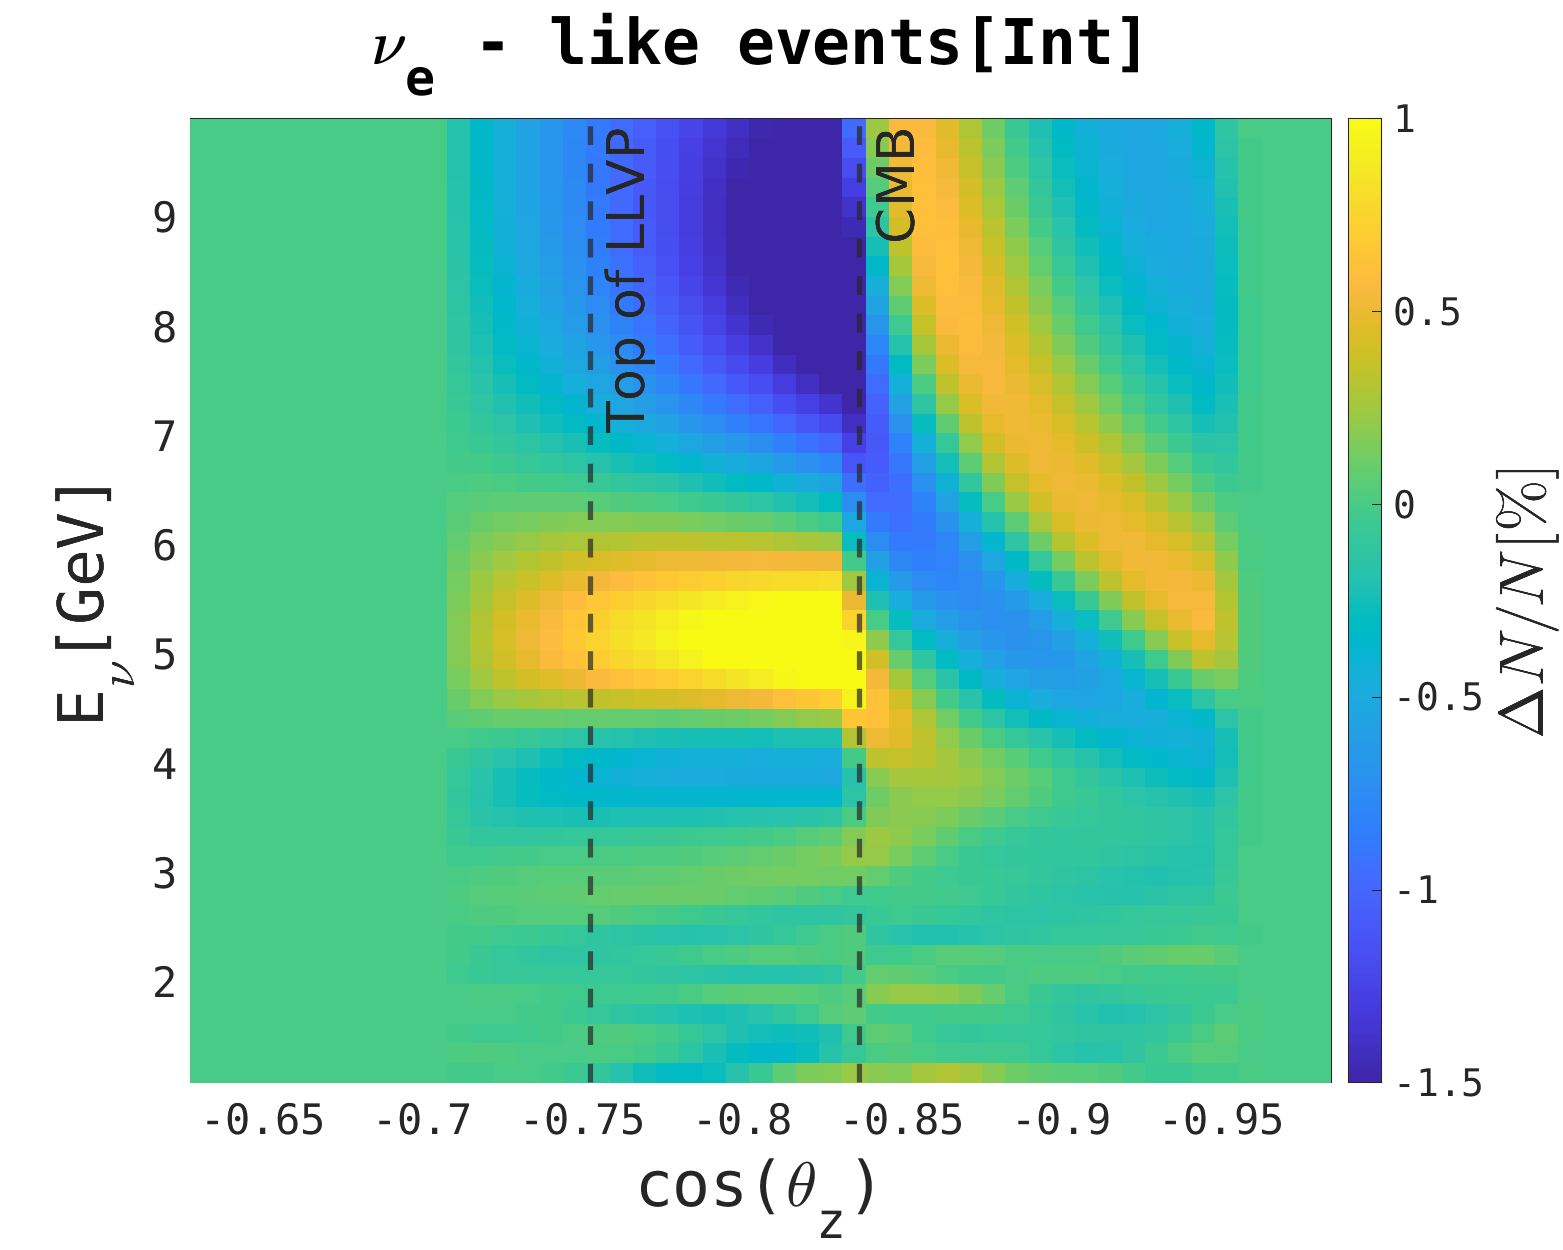 νe - like events[Int]
Top of LLVP
CMB
9
8
7
6
5
4
3
2
Eν [GeV]
-0.65 -0.7 -0.75 -0.8 -0.85 -0.9 -0.95
cos(θz)
1
0.5
0
-0.5
-1
-1.5
ΔN/N[%]